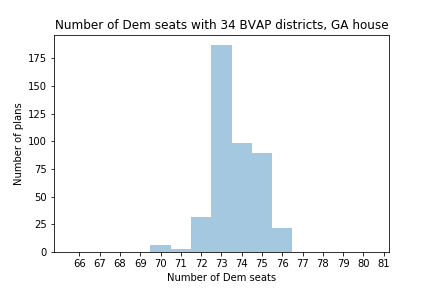 Number of Dem seats with 34 BVAP districts, GA house
175
150
125
100
75
50
25
0
Number of plans
66 67 68 69 70 71 72 73 74 75 76 77 78 79 80 81
Number of Dem seats